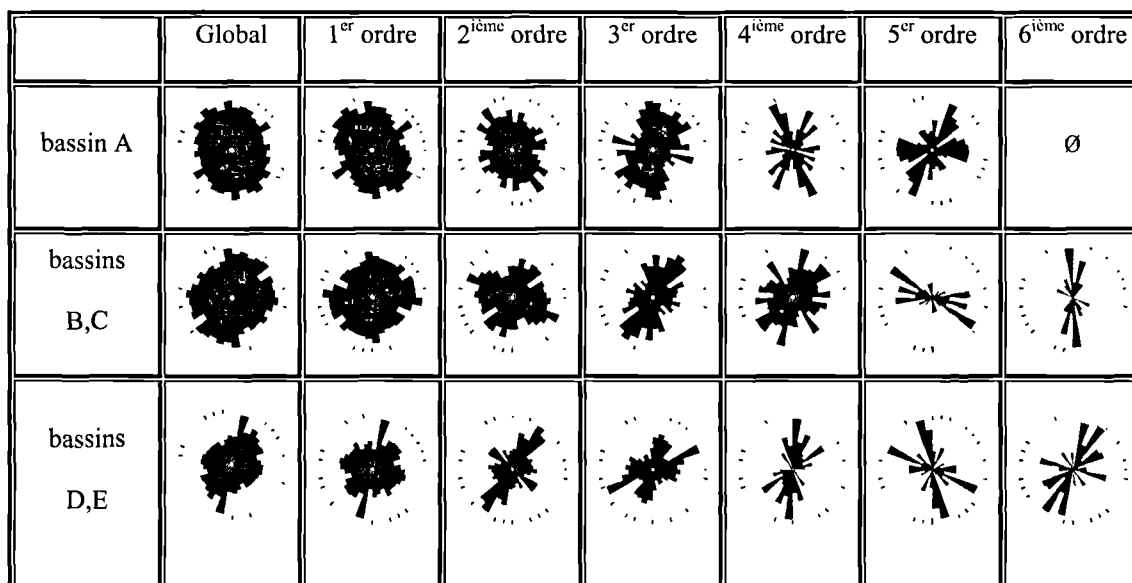 Global 1er ordre 2ième ordre 3er ordre 4ième ordre 5er ordre 6ième ordre
bassin A Ø
bassins
B,C
bassins
D,E